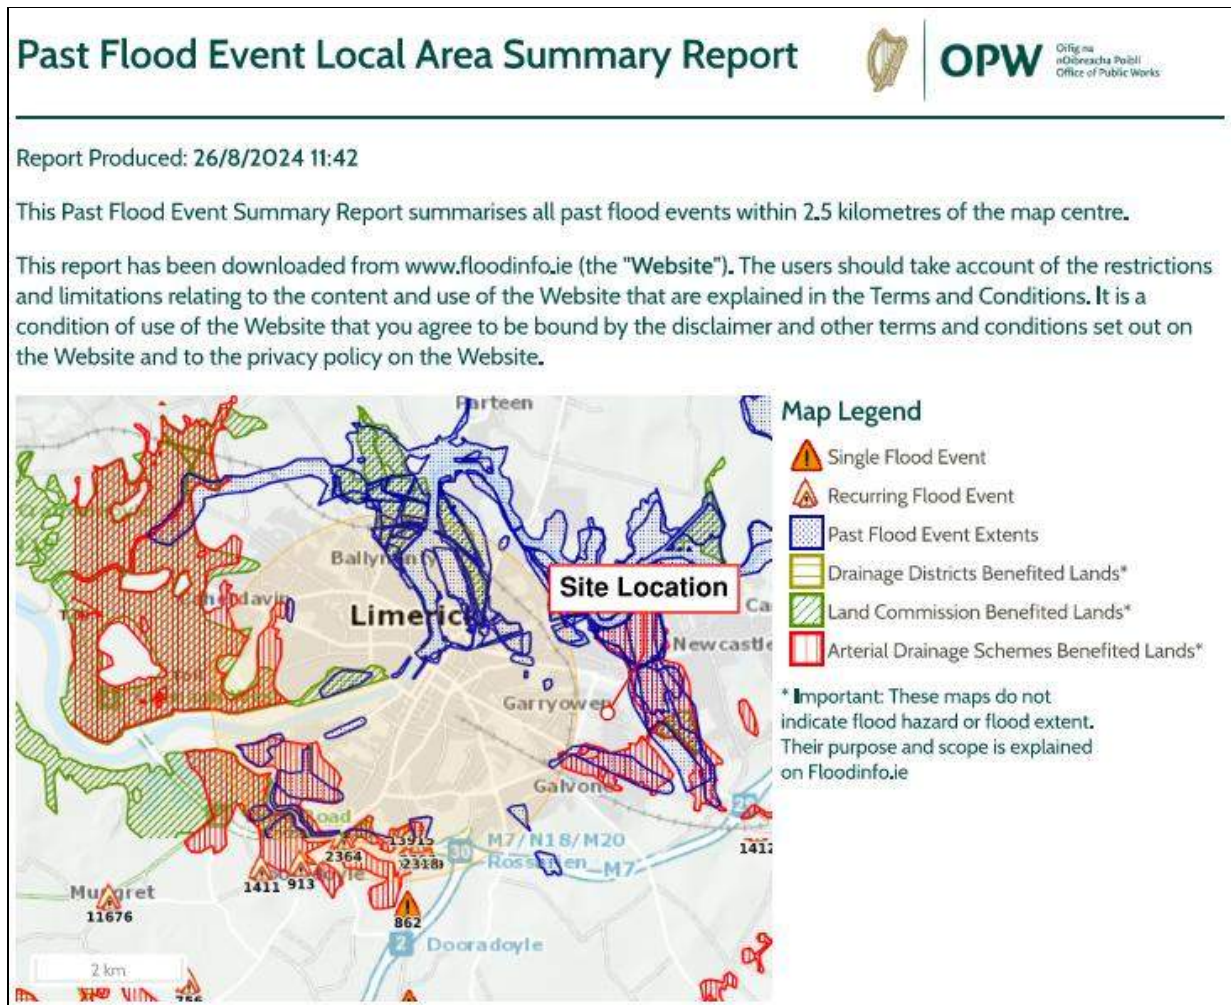 Past Flood Event Local Area Summary Report
OPW
Oifig na
nOibreacha Poiblí
Office of Public Works
Report Produced: 26/8/2024 11:42
This Past Flood Event Summary Report summarises all past flood events within 2.5 kilometres of the map centre.
This report has been downloaded from www.floodinfo.ie (the "Website"). The users should take account of the restrictions
and limitations relating to the content and use of the Website that are explained in the Terms and Conditions. It is a
condition of use of the Website that you agree to be bound by the disclaimer and other terms and conditions set out on
the Website and to the privacy policy on the Website.
Parteen
Site Location
Limeric
Newcastle
Garryowen
Galvone
M7/N18/M20
30
M7
2364
1411
913
11676
862
2
Dooradoyle
2 km
756
1412
Map Legend
Single Flood Event
Recurring Flood Event
Past Flood Event Extents
Drainage Districts Benefited Lands*
Land Commission Benefited Lands*
Arterial Drainage Schemes Benefited Lands*
* Important: These maps do not
indicate flood hazard or flood extent.
Their purpose and scope is explained
on Floodinfo.ie